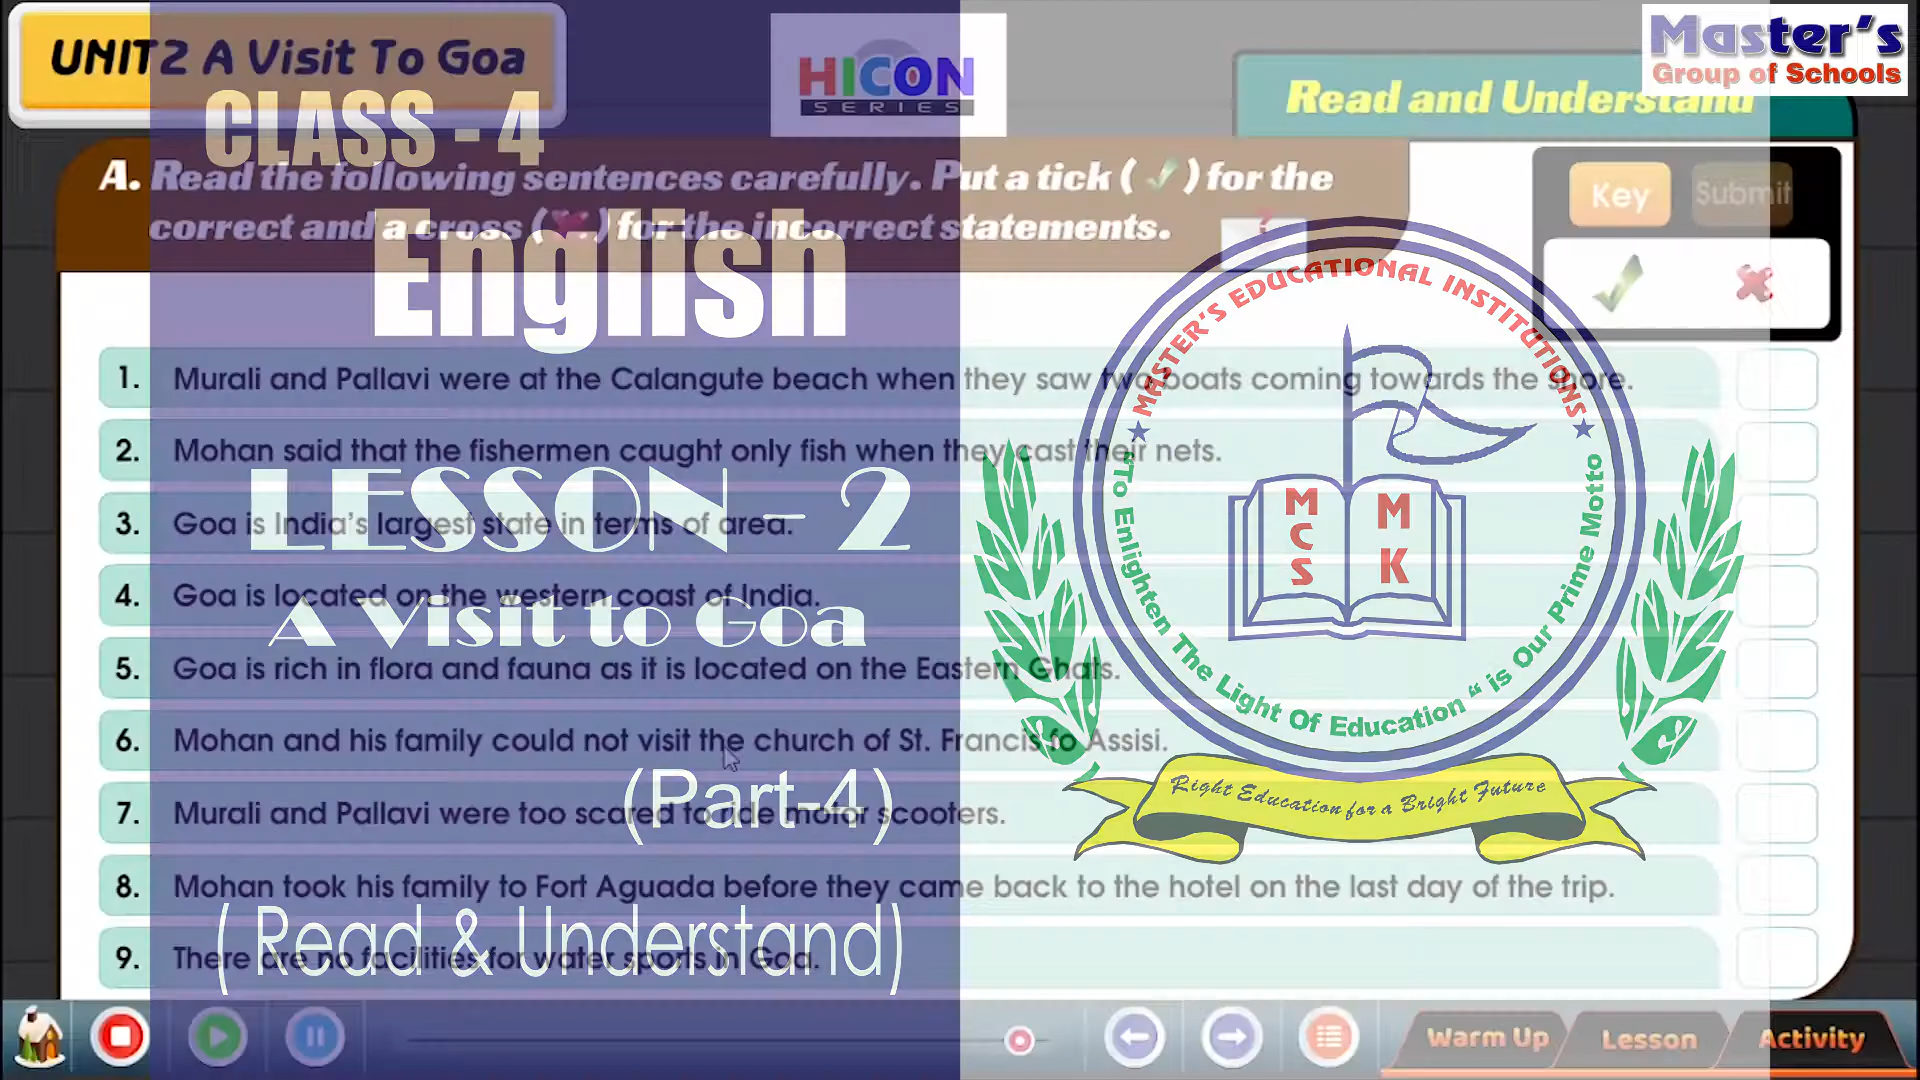 UNIT2 A Visit To Goa
CLASS - 4
HICON
SERIES
Master's
Group of Schools
Read and Understand
A. Read the following sentences carefully. Put a tick ( ✓ ) for the
correct and a cross ( ✗ ) for the incorrect statements.
English
Key
Submit
1. Murali and Pallavi were at the Calangute beach when they saw two boats coming towards the shore.
2. Mohan said that the fishermen caught only fish when they cast their nets.
LESSON - 2
3. Goa is India's largest state in terms of area.
4. Goa is located on the western coast of India.
A Visit to Goa
5. Goa is rich in flora and fauna as it is located on the Eastern Ghats.
6. Mohan and his family could not visit the church of St. Francis fo Assisi.
(Part-4)
7. Murali and Pallavi were too scared to ride motor scooters.
8. Mohan took his family to Fort Aguada before they came back to the hotel on the last day of the trip.
( Read & Understand)
9. There are no facilities for water sports in Goa.
MASTER'S EDUCATIONAL INSTITUTIONS
M C S
M K
"To Enlighten The Light Of Education “ is Our Prime Motto
Right Education for a Bright Future
Warm Up
Lesson
Activity